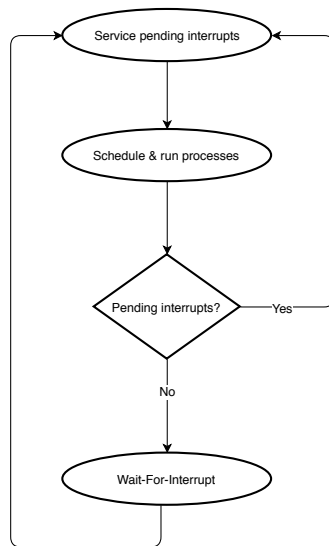 Service pending interrupts
Schedule & run processes
Pending interrupts?
Yes
No
Wait-For-Interrupt